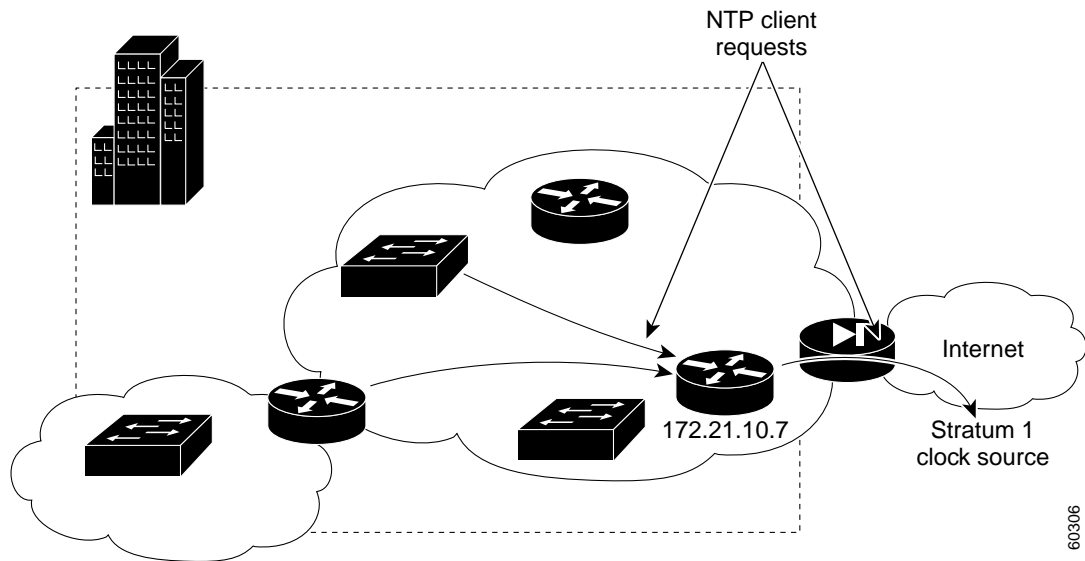 NTP client
requests
Internet
172.21.10.7
Stratum 1
clock source
60306